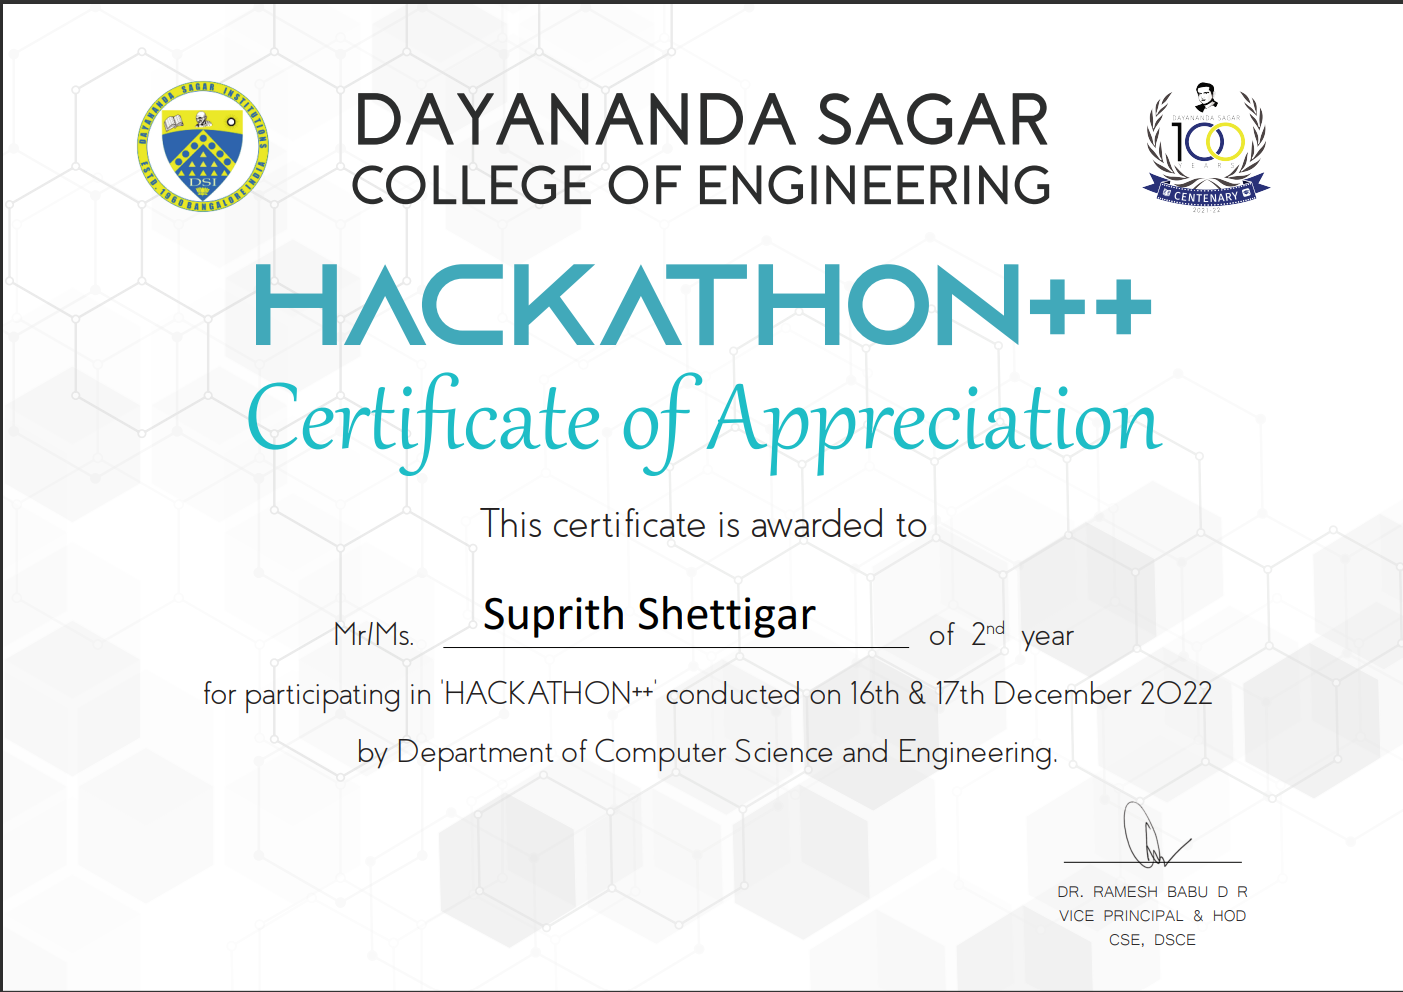 DAYANANDA SAGAR
COLLEGE OF ENGINEERING
DAYANANDA SAGAR INSTITUTIONS
ESTD. 1960 BANGALORE INDIA
DSI
DAYANANDA SAGAR
100
YEARS
CENTENARY
2021-22
HACKATHON++
Certificate of Appreciation
This certificate is awarded to
Mr/Ms. Suprith Shettigar of 2nd year
for participating in 'HACKATHON++' conducted on 16th & 17th December 2022
by Department of Computer Science and Engineering.
DR. RAMESH BABU D R
VICE PRINCIPAL & HOD
CSE, DSCE